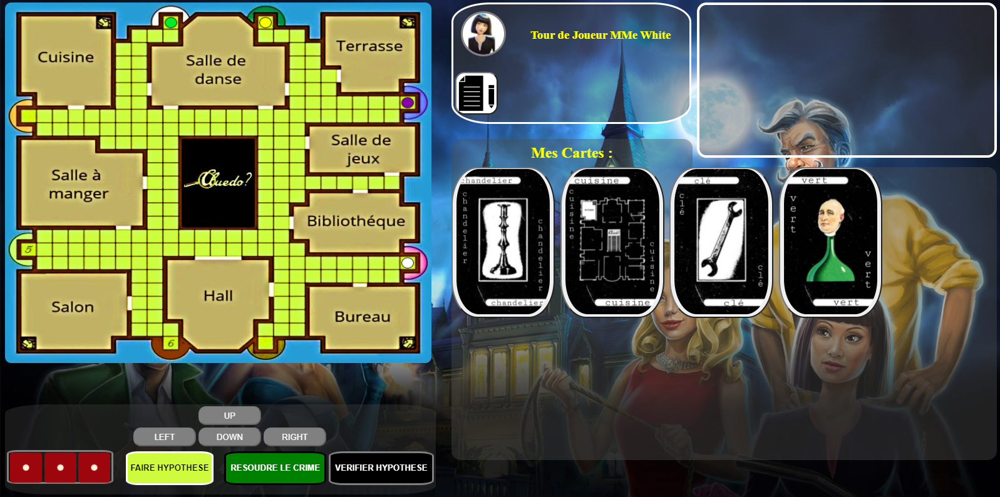 Cuisine
Salle de
danse
Terrasse
Salle de
jeux
Salle à
manger
Cluedo?
Bibliothéque
5
Salon
Hall
Bureau
6
Tour de Joueur MMe White
Mes Cartes :
chandelier
chandelier
chandelier
chandelier
cuisine
cuisine
cuisine
cuisine
clé
clé
clé
clé
vert
vert
vert
vert
UP
LEFT
DOWN
RIGHT
FAIRE HYPOTHESE
RESOUDRE LE CRIME
VERIFIER HYPOTHESE